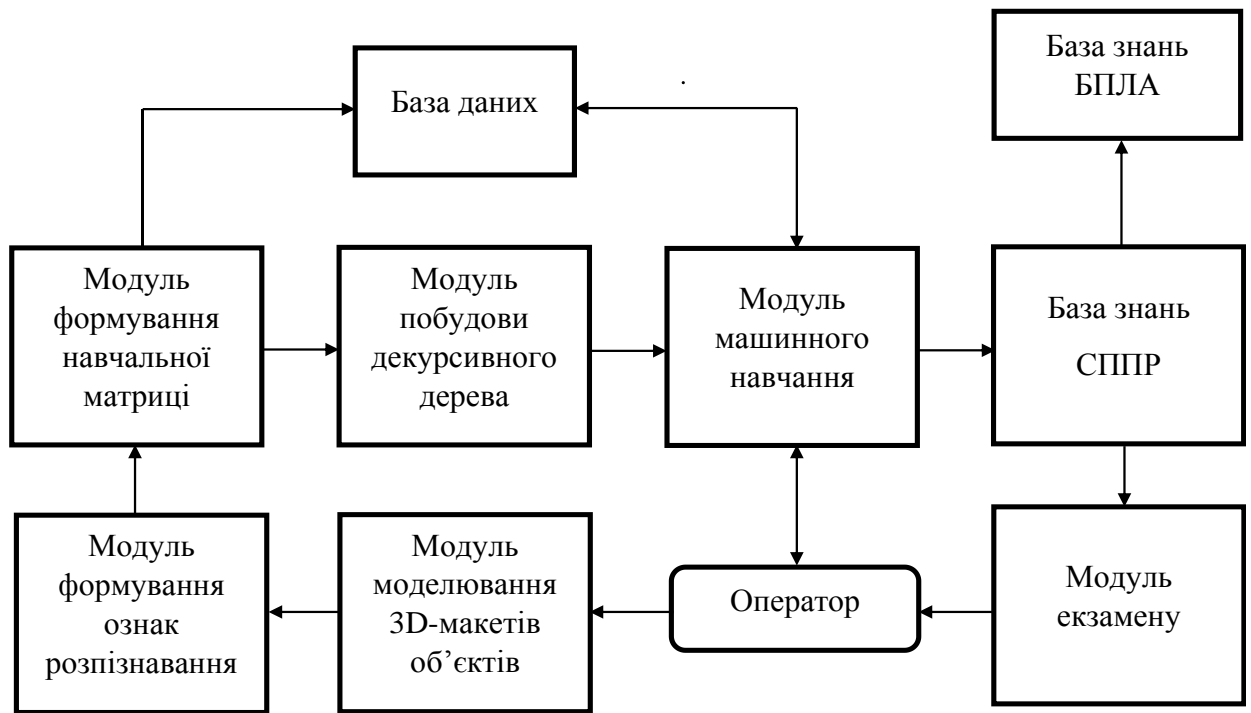 База даних
База знань
БПЛА
Модуль
формування
навчальної
матриці
Модуль
побудови
декурсивного
дерева
Модуль
машинного
навчання
База знань
СППР
Модуль
формування
ознак
розпізнавання
Модуль
моделювання
3D-макетів
об’єктів
Оператор
Модуль
екзамену